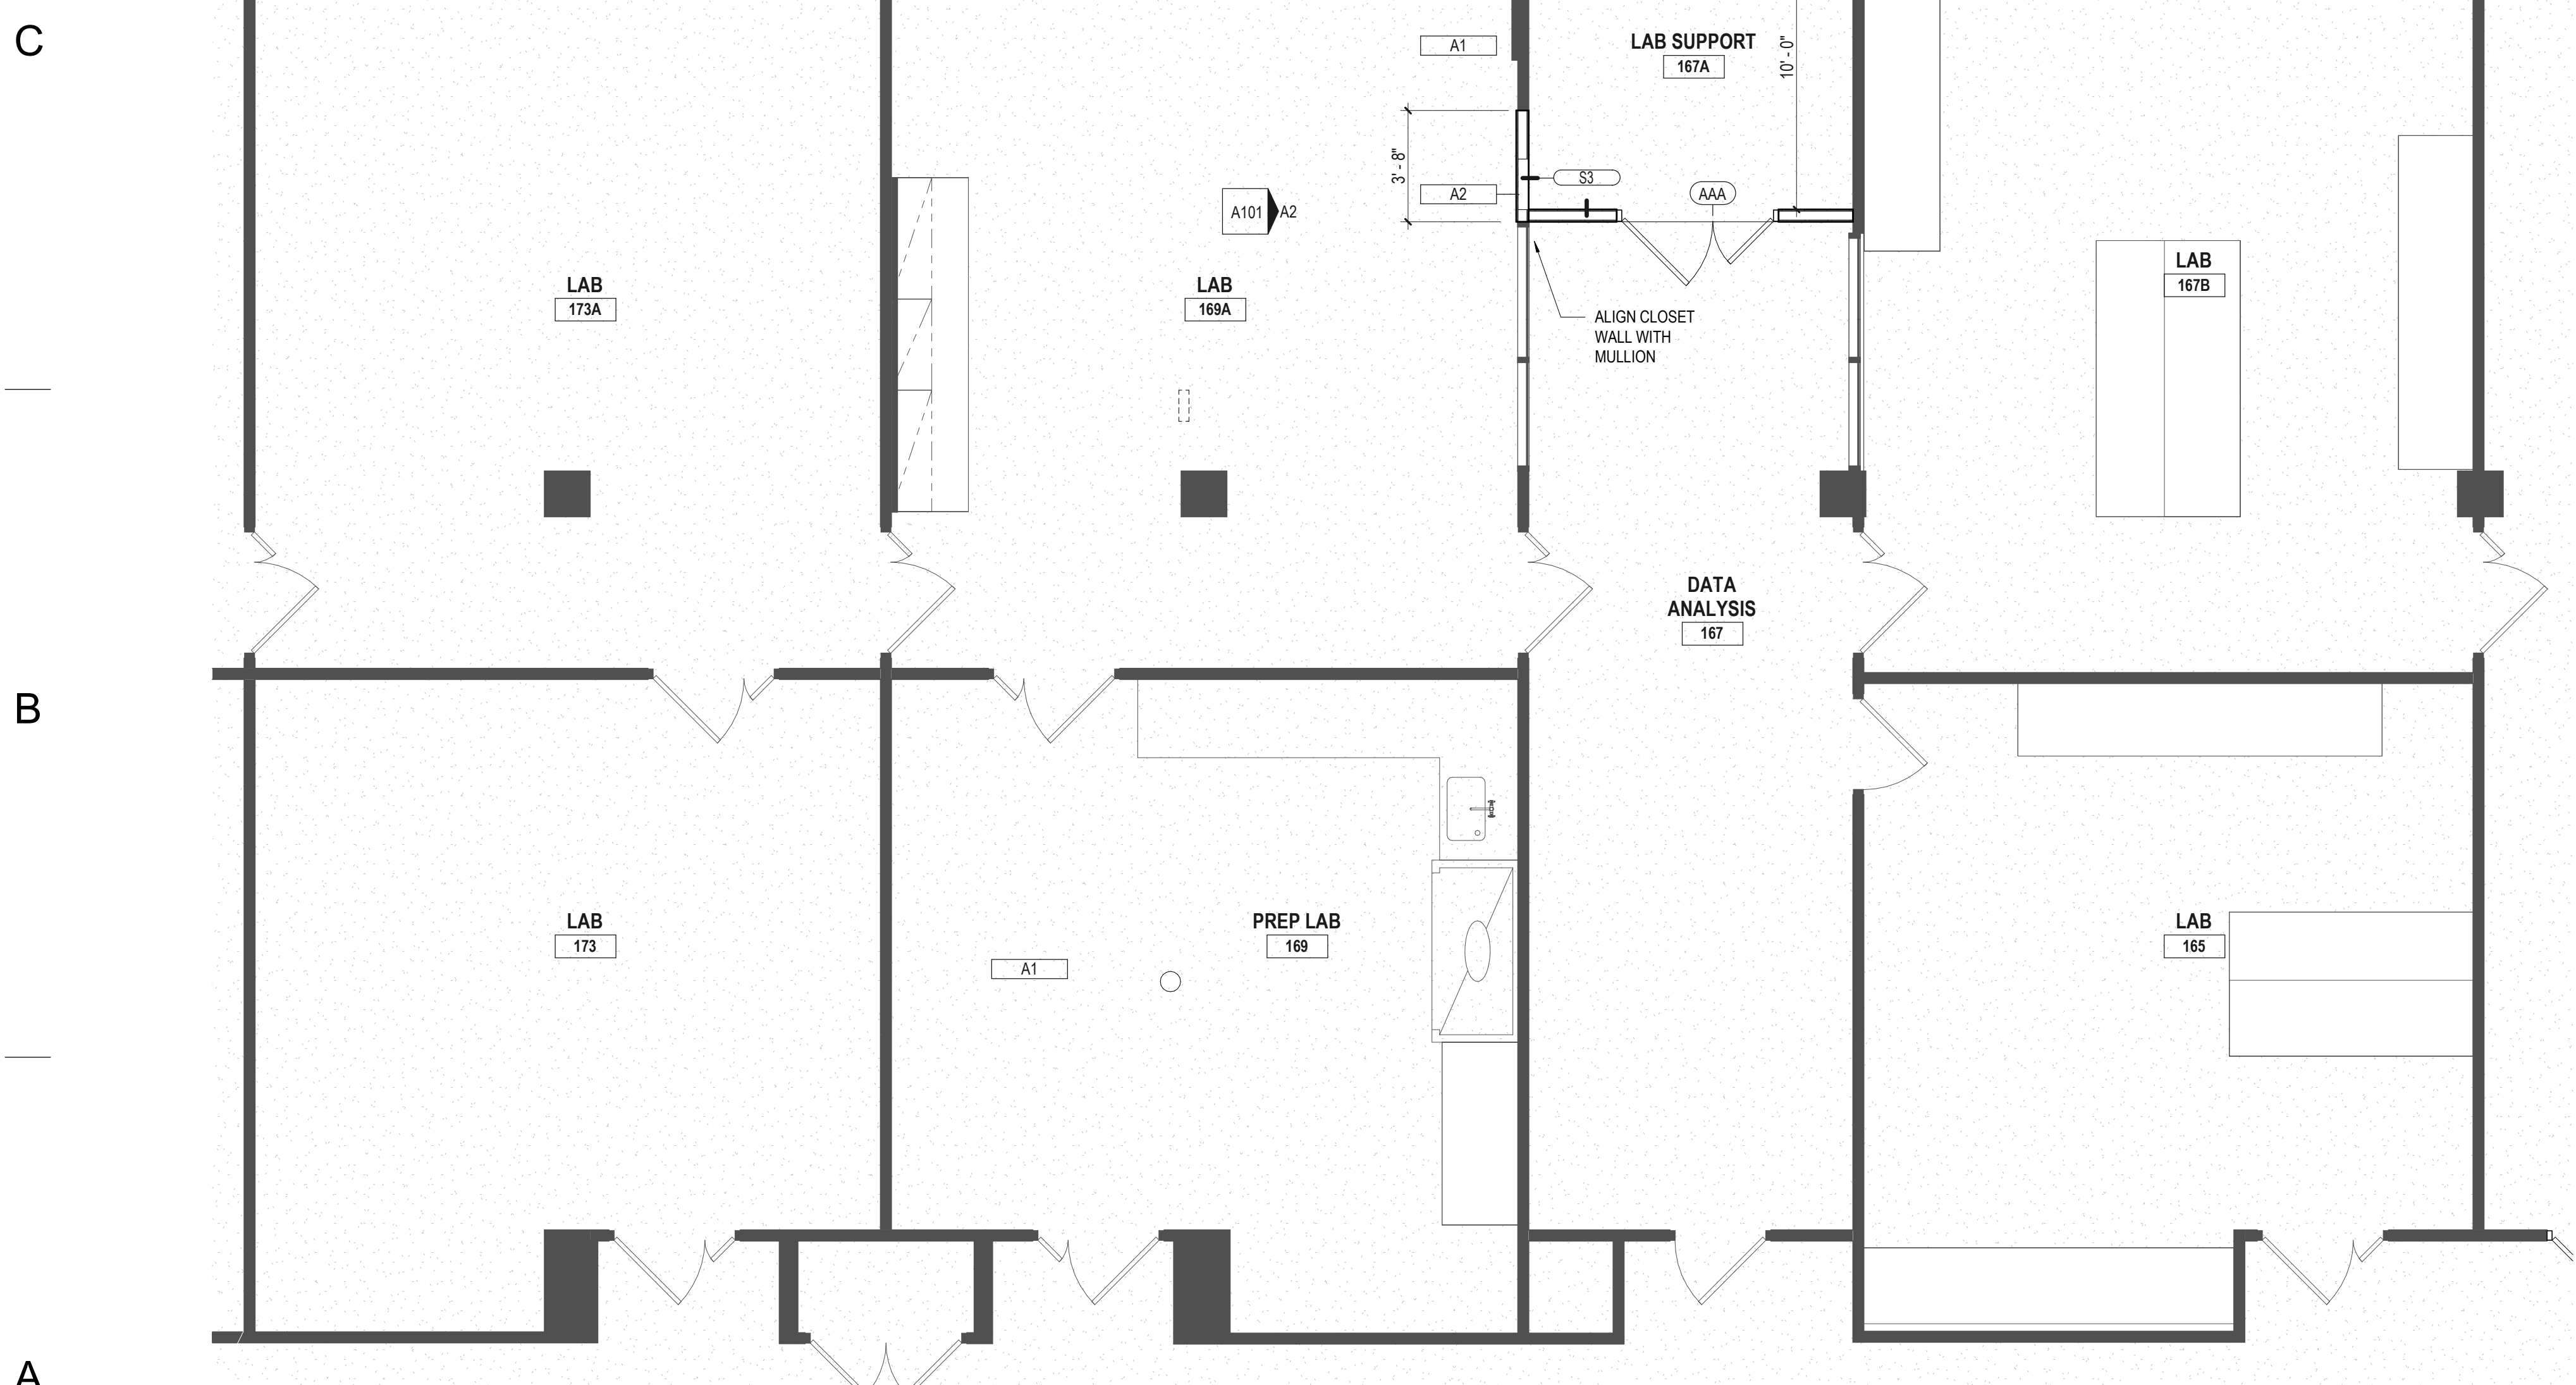 C
A1
LAB SUPPORT
167A
10' - 0"
3' - 8"
S3
A2
AAA
A101
A2
LAB
173A
LAB
169A
ALIGN CLOSET
WALL WITH
MULLION
LAB
167B
DATA
ANALYSIS
167
B
LAB
173
PREP LAB
169
A1
LAB
165
A